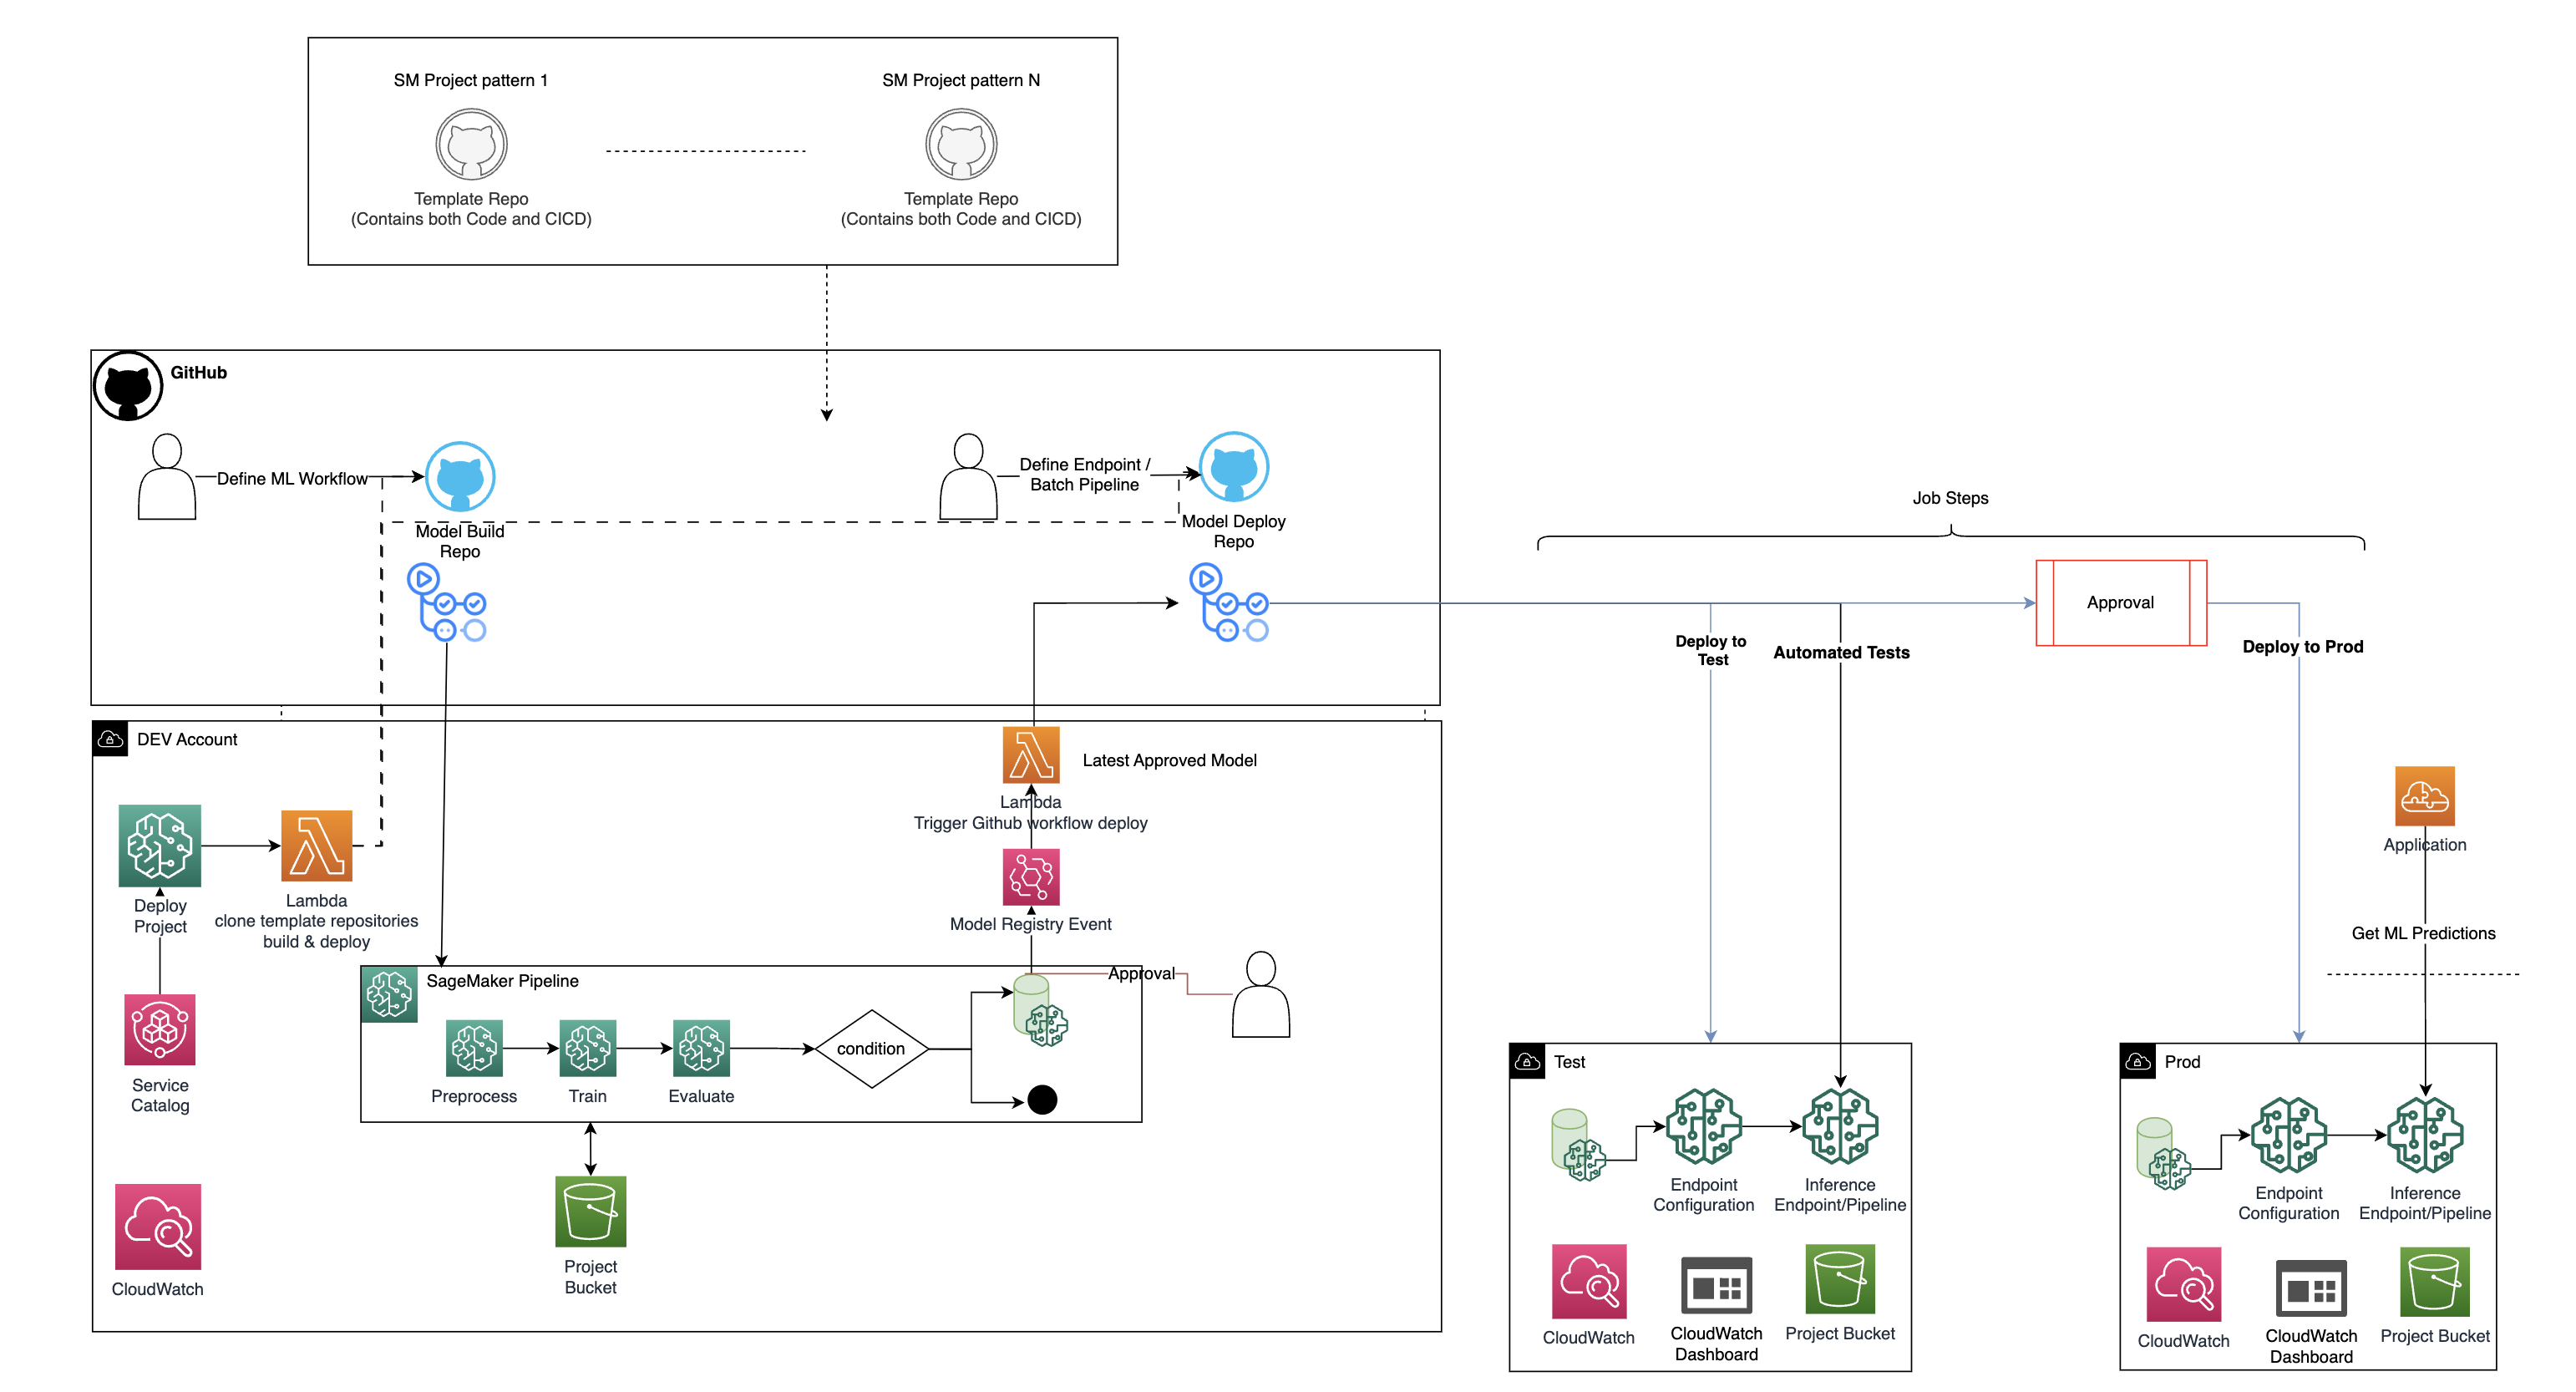 SM Project pattern 1
Template Repo
(Contains both Code and CICD)
SM Project pattern N
Template Repo
(Contains both Code and CICD)
GitHub
Define ML Workflow
Model Build
Repo
Define Endpoint /
Batch Pipeline
Model Deploy
Repo
Job Steps
Deploy to
Test
Automated Tests
Approval
Deploy to Prod
DEV Account
Deploy
Project
Lambda
clone template repositories
build & deploy
Service
Catalog
CloudWatch
Latest Approved Model
Lambda
Trigger Github workflow deploy
Model Registry Event
Approval
SageMaker Pipeline
Preprocess
Train
Evaluate
condition
Project
Bucket
Application
Get ML Predictions
Test
Endpoint
Configuration
Inference
Endpoint/Pipeline
CloudWatch
CloudWatch
Dashboard
Project Bucket
Prod
Endpoint
Configuration
Inference
Endpoint/Pipeline
CloudWatch
CloudWatch
Dashboard
Project Bucket